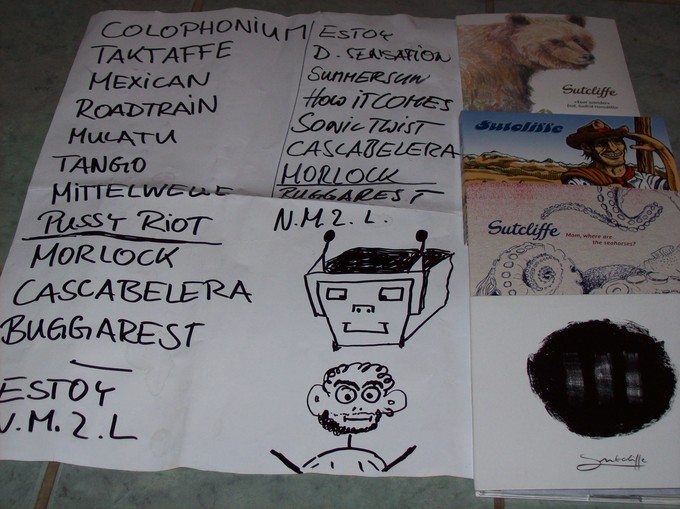 COLOPHONIUM
TAKTAFFE
MEXICAN
ROADTRAIN
MULATU
TANGO
MITTELWELLE
PUSSY RIOT
MORLOCK
CASCABELERA
BUGGAREST
ESTOY
N.M.2.L
ESTOY
D. SENSATION
SUMMERSUN
HOW IT COMES
SONIC TWIST
CASCABELERA
MORLOCK
BUGGAREST
N.M.2.L.
Sutcliffe
Sutcliffe
Sutcliffe
Mom, where are
the seahorses?
Sutcliffe